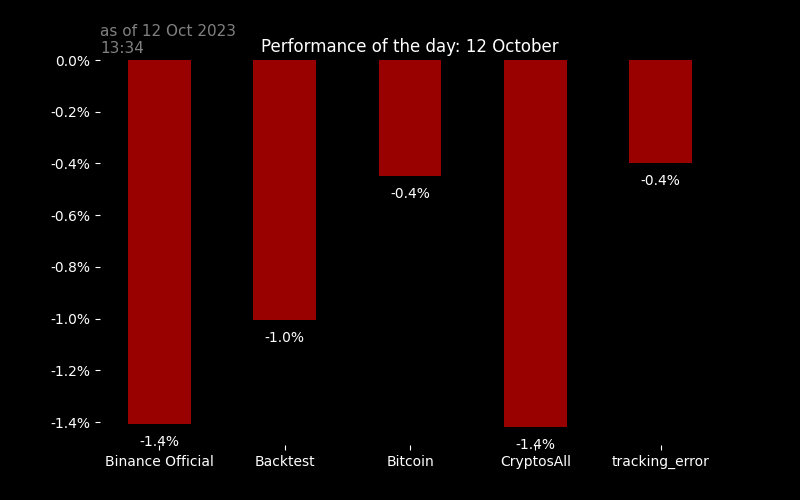 as of 12 Oct 2023
13:34
Performance of the day: 12 October
0.0%
-0.2%
-0.4%
-0.6%
-0.8%
-1.0%
-1.2%
-1.4%
-1.4%
-1.0%
-0.4%
-1.4%
-0.4%
Binance Official
Backtest
Bitcoin
CryptosAll
tracking_error